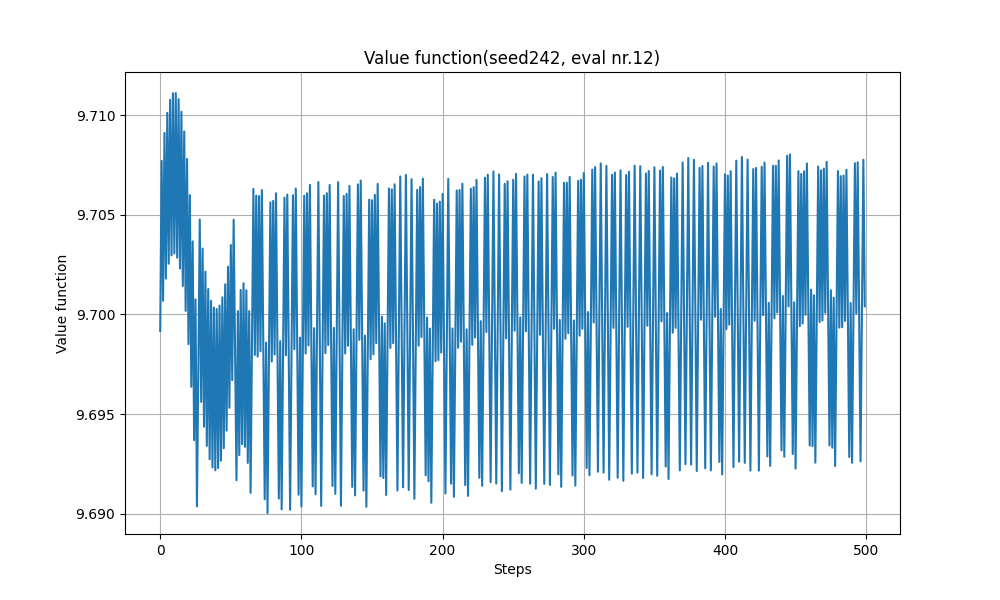 Value function(seed242, eval nr.12)
Value function
9.710
9.705
9.700
9.695
9.690
0 100 200 300 400 500
Steps